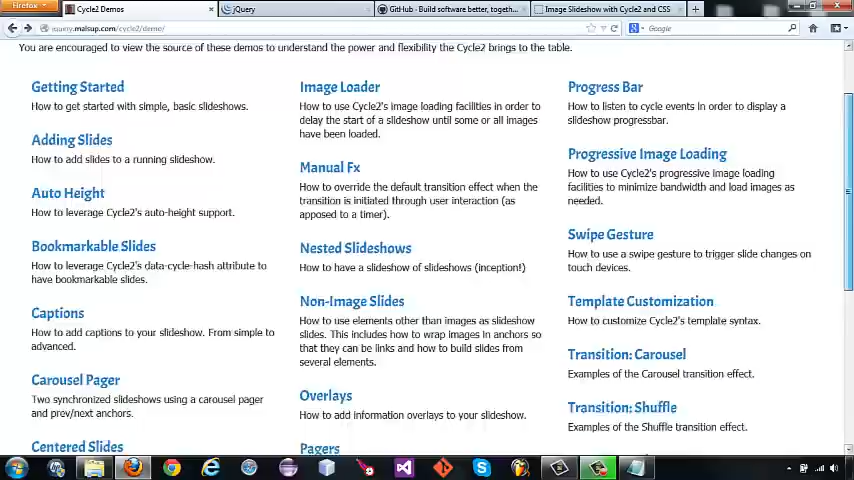 Firefox
Cycle2 Demos
jQuery
GitHub - Build software better, togeth...
Image Slideshow with Cycle2 and CSS
malsup.com/cycle2/demo/
Google
You are encouraged to view the source of these demos to understand the power and flexibility the Cycle2 brings to the table.
Getting Started
How to get started with simple, basic slideshows.
Adding Slides
How to add slides to a running slideshow.
Auto Height
How to leverage Cycle2's auto-height support.
Bookmarkable Slides
How to leverage Cycle2's data-cycle-hash attribute to
have bookmarkable slides.
Captions
How to add captions to your slideshow. From simple to
advanced.
Carousel Pager
Two synchronized slideshows using a carousel pager
and prev/next anchors.
Centered Slides
Image Loader
How to use Cycle2's image loading facilities in order to
delay the start of a slideshow until some or all images
have been loaded.
Manual Fx
How to override the default transition effect when the
transition is initiated through user interaction (as
apposed to a timer).
Nested Slideshows
How to have a slideshow of slideshows (inception!)
Non-Image Slides
How to use elements other than images as slideshow
slides. This includes how to wrap images in anchors so
that they can be links and how to build slides from
several elements.
Overlays
How to add information overlays to your slideshow.
Pagers
Progress Bar
How to listen to cycle events in order to display a
slideshow progressbar.
Progressive Image Loading
How to use Cycle2's progressive image loading
facilities to minimize bandwidth and load images as
needed.
Swipe Gesture
How to use a swipe gesture to trigger slide changes on
touch devices.
Template Customization
How to customize Cycle2's template syntax.
Transition: Carousel
Examples of the Carousel transition effect.
Transition: Shuffle
Examples of the Shuffle transition effect.